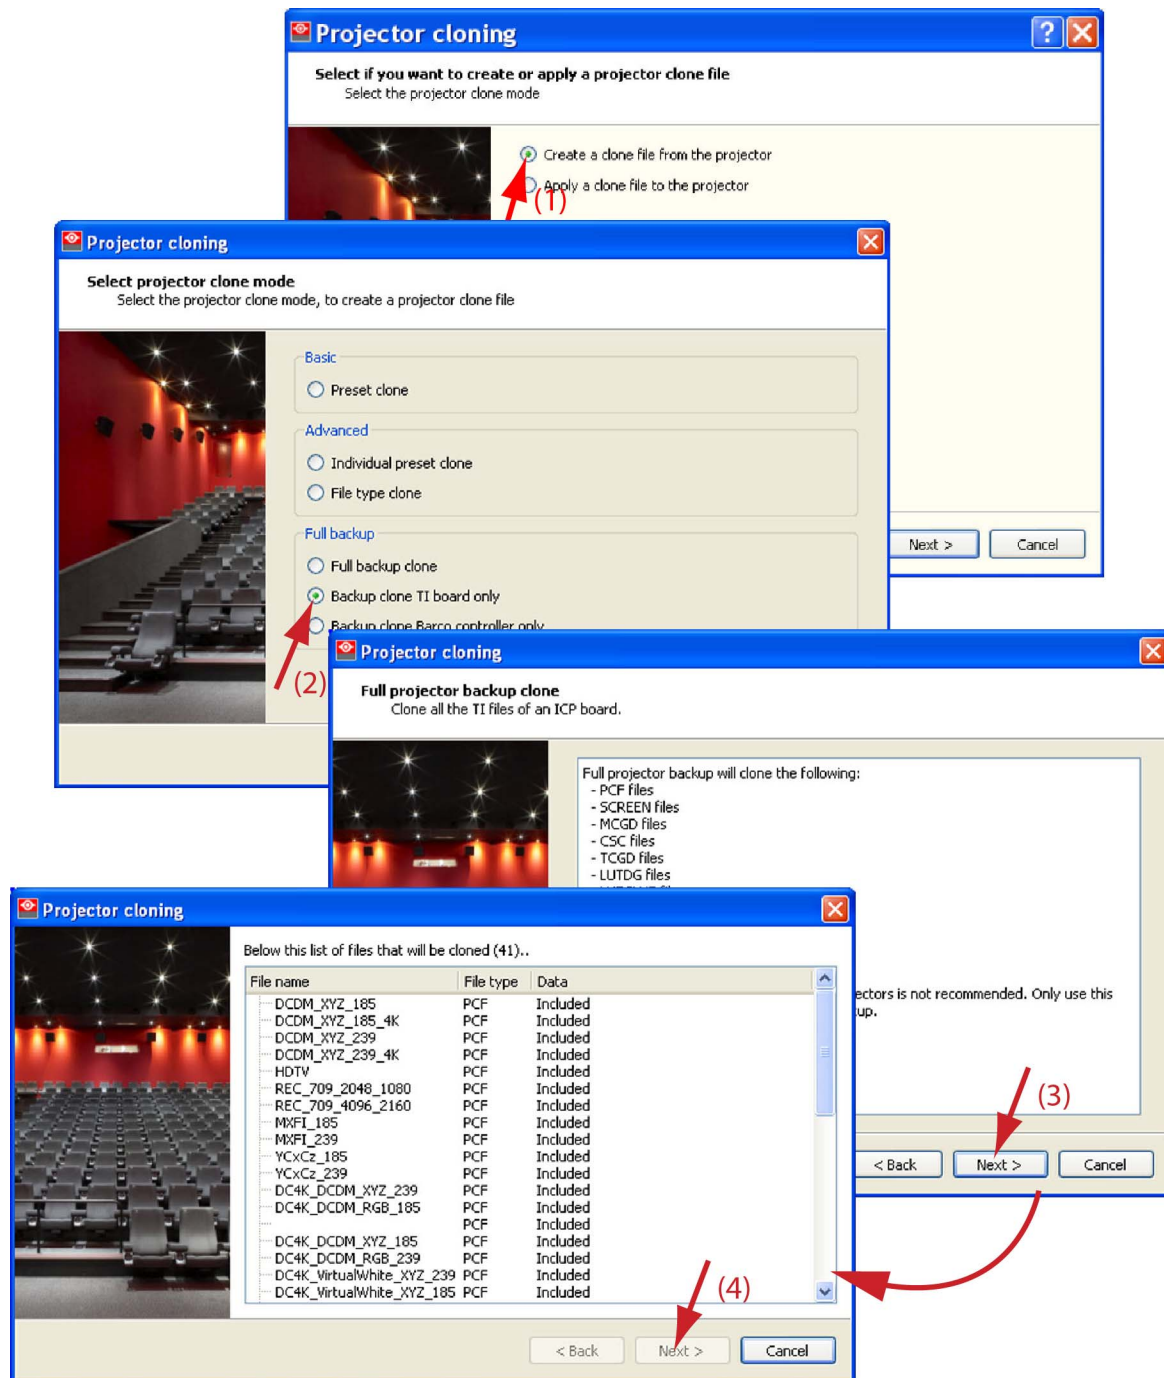 Projector cloning
Select if you want to create or apply a projector clone file
Select the projector clone mode
Create a clone file from the projector
Apply a clone file to the projector
(1)
Next >
Cancel
Projector cloning
Select projector clone mode
Select the projector clone mode, to create a projector clone file
Basic
Preset clone
Advanced
Individual preset clone
File type clone
Full backup
Full backup clone
Backup clone TI board only
Backup clone Barco controller only
(2)
Projector cloning
Full projector backup clone
Clone all the TI files of an ICP board.
Full projector backup will clone the following:
- PCF files
- SCREEN files
- MCGD files
- CSC files
- TCGD files
- LUTDG files
ectors is not recommended. Only use this
up.
(3)
< Back
Next >
Cancel
Projector cloning
Below this list of files that will be cloned (41)..
File name File type Data
DCDM_XYZ_185 PCF Included
DCDM_XYZ_185_4K PCF Included
DCDM_XYZ_239 PCF Included
DCDM_XYZ_239_4K PCF Included
HDTV PCF Included
REC_709_2048_1080 PCF Included
REC_709_4096_2160 PCF Included
MXFI_185 PCF Included
MXFI_239 PCF Included
YCxCz_185 PCF Included
YCxCz_239 PCF Included
DC4K_DCDM_XYZ_239 PCF Included
DC4K_DCDM_RGB_185 PCF Included
PCF Included
DC4K_DCDM_XYZ_185 PCF Included
DC4K_DCDM_RGB_239 PCF Included
DC4K_VirtualWhite_XYZ_239 PCF Included
DC4K_VirtualWhite_XYZ_185 PCF Included
(4)
< Back
Next >
Cancel